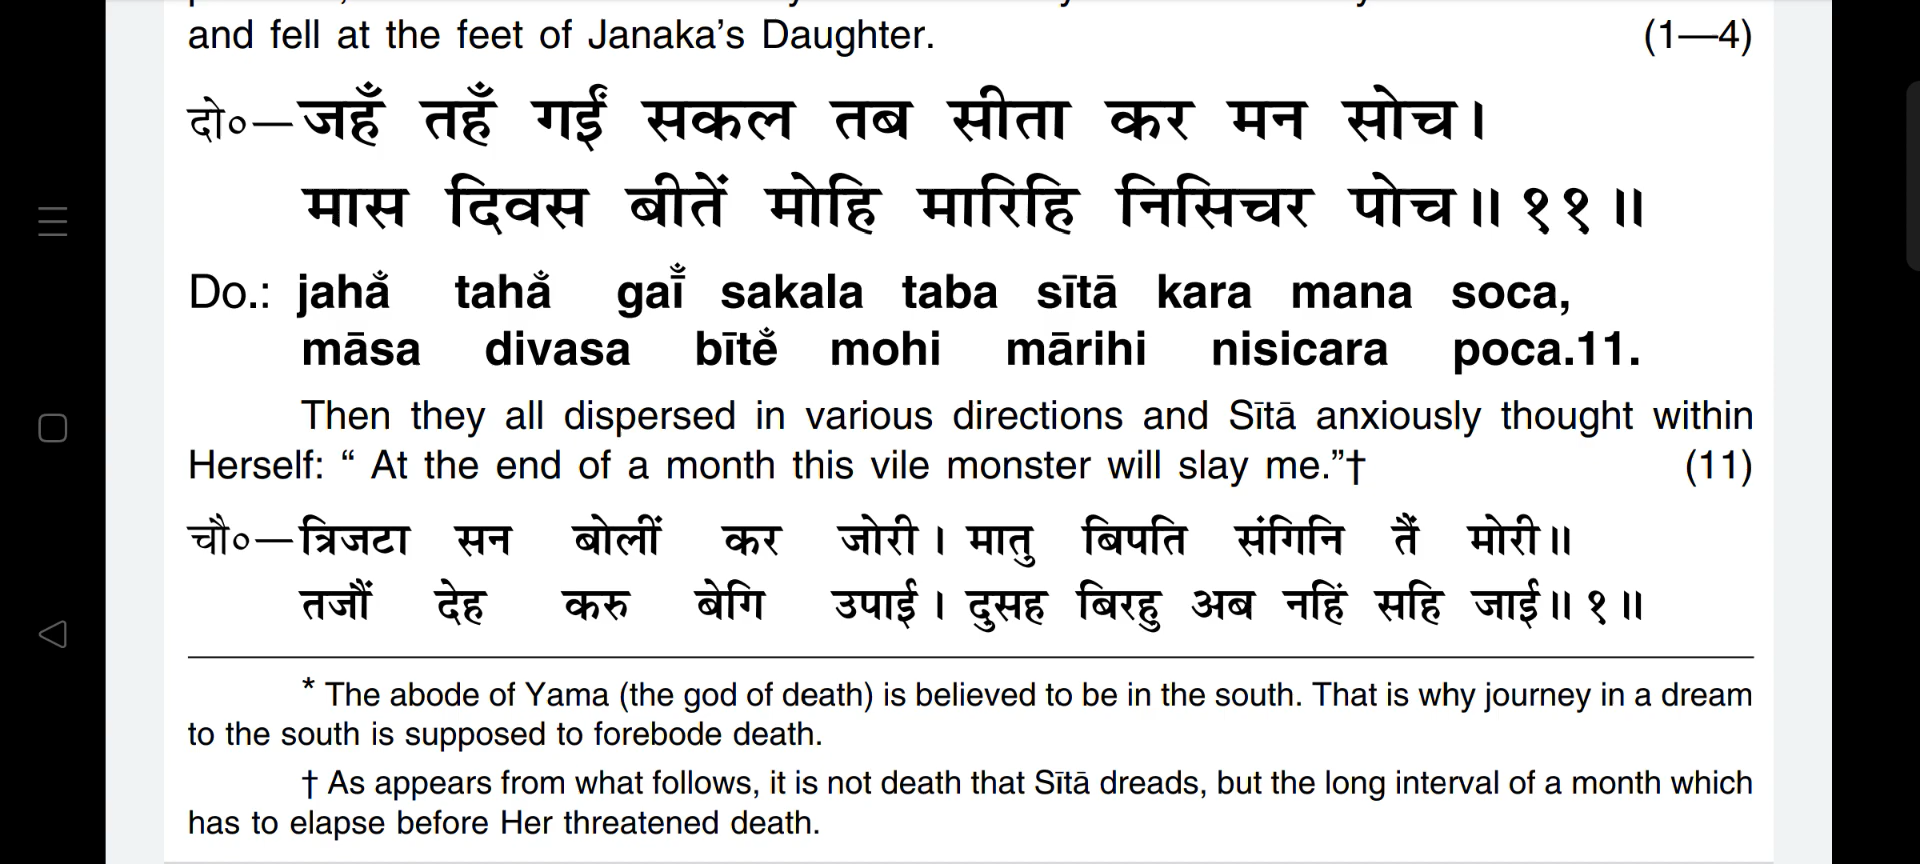 and fell at the feet of Janaka’s Daughter. (1—4)
दो०—जहँ तहँ गईं सकल तब सीता कर मन सोच।
मास दिवस बीतें मोहि मारिहि निसिचर पोच॥ ११॥
Do.: jahå̐ tahå̐ gaī̐ sakala taba sītā kara mana soca,
māsa divasa bīte̐ mohi mārihi nisicara poca.11.
Then they all dispersed in various directions and Sītā anxiously thought within
Herself: “ At the end of a month this vile monster will slay me.”† (11)
चौ०—त्रिजटा सन बोलीं कर जोरी। मातु बिपति संगिनि तैं मोरी॥
तजौं देह करु बेगि उपाई। दुसह बिरहु अब नहिं सहि जाई॥ १॥
* The abode of Yama (the god of death) is believed to be in the south. That is why journey in a dream
to the south is supposed to forebode death.
† As appears from what follows, it is not death that Sītā dreads, but the long interval of a month which
has to elapse before Her threatened death.